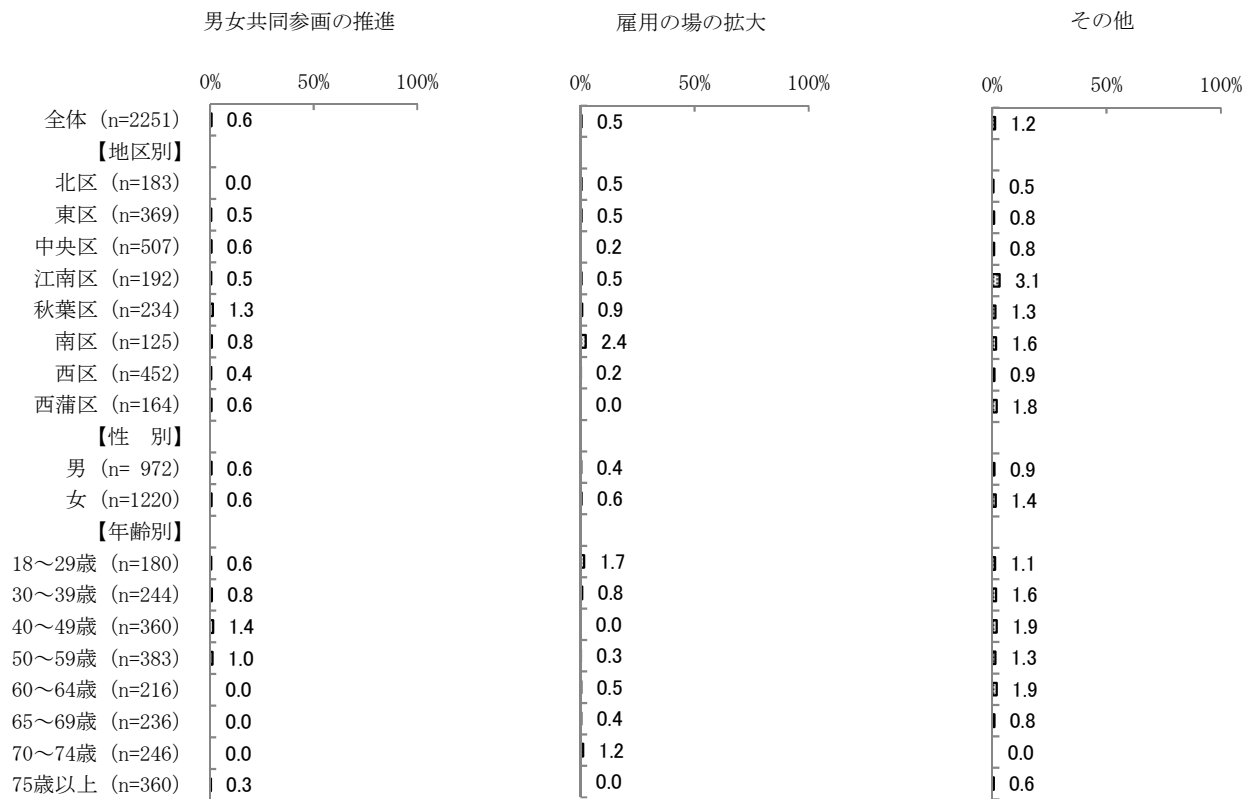 男女共同参画の推進 雇用の場の拡大 その他
0% 50% 100% 0% 50% 100% 0% 50% 100%
全体 (n=2251) 0.6 0.5 1.2
【地区別】
北区 (n=183) 0.0 0.5 0.5
東区 (n=369) 0.5 0.5 0.8
中央区 (n=507) 0.6 0.2 0.8
江南区 (n=192) 0.5 0.5 3.1
秋葉区 (n=234) 1.3 0.9 1.3
南区 (n=125) 0.8 2.4 1.6
西区 (n=452) 0.4 0.2 0.9
西蒲区 (n=164) 0.6 0.0 1.8
【性　別】
男 (n= 972) 0.6 0.4 0.9
女 (n=1220) 0.6 0.6 1.4
【年齢別】
18～29歳 (n=180) 0.6 1.7 1.1
30～39歳 (n=244) 0.8 0.8 1.6
40～49歳 (n=360) 1.4 0.0 1.9
50～59歳 (n=383) 1.0 0.3 1.3
60～64歳 (n=216) 0.0 0.5 1.9
65～69歳 (n=236) 0.0 0.4 0.8
70～74歳 (n=246) 0.0 1.2 0.0
75歳以上 (n=360) 0.3 0.0 0.6